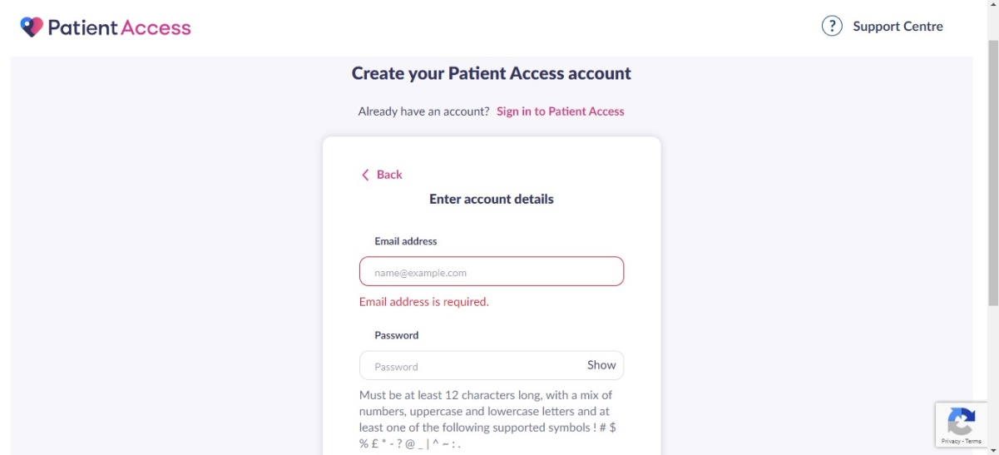 Patient Access
? Support Centre
Create your Patient Access account
Already have an account? Sign in to Patient Access
Back
Enter account details
Email address
name@example.com
Email address is required.
Password
Password Show
Must be at least 12 characters long, with a mix of
numbers, uppercase and lowercase letters and at
least one of the following supported symbols ! # $
% £ * - ? @ _ | ^ ~ : .
Privacy - Terms